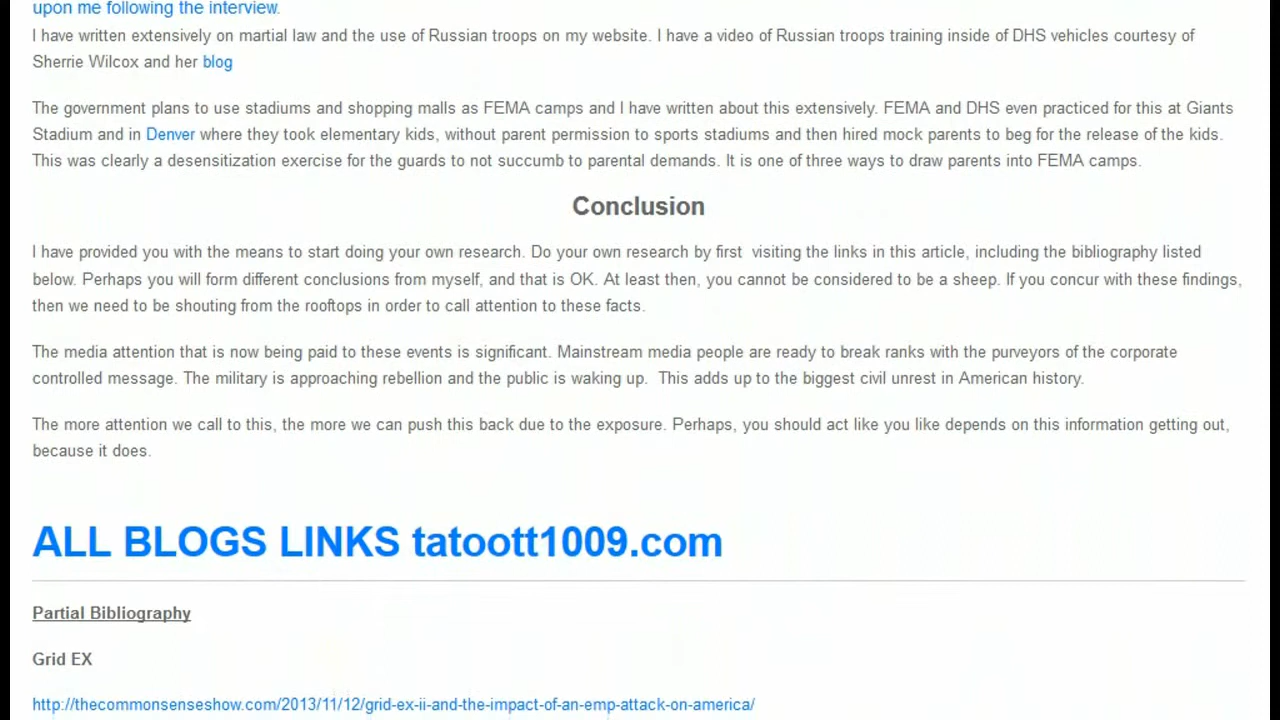 upon me following the interview.
I have written extensively on martial law and the use of Russian troops on my website. I have a video of Russian troops training inside of DHS vehicles courtesy of
Sherrie Wilcox and her blog
The government plans to use stadiums and shopping malls as FEMA camps and I have written about this extensively. FEMA and DHS even practiced for this at Giants
Stadium and in Denver where they took elementary kids, without parent permission to sports stadiums and then hired mock parents to beg for the release of the kids.
This was clearly a desensitization exercise for the guards to not succumb to parental demands. It is one of three ways to draw parents into FEMA camps.
Conclusion
I have provided you with the means to start doing your own research. Do your own research by first  visiting the links in this article, including the bibliography listed
below. Perhaps you will form different conclusions from myself, and that is OK. At least then, you cannot be considered to be a sheep. If you concur with these findings,
then we need to be shouting from the rooftops in order to call attention to these facts.
The media attention that is now being paid to these events is significant. Mainstream media people are ready to break ranks with the purveyors of the corporate
controlled message. The military is approaching rebellion and the public is waking up.  This adds up to the biggest civil unrest in American history.
The more attention we call to this, the more we can push this back due to the exposure. Perhaps, you should act like you like depends on this information getting out,
because it does.
ALL BLOGS LINKS tatoott1009.com
Partial Bibliography
Grid EX
http://thecommonsenseshow.com/2013/11/12/grid-ex-ii-and-the-impact-of-an-emp-attack-on-america/